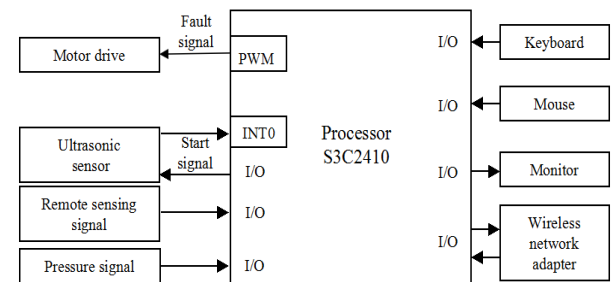 Fault
signal
Motor drive
PWM
Ultrasonic
sensor
INT0
Start
signal
I/O
Remote sensing
signal
I/O
Pressure signal
I/O
Processor
S3C2410
I/O
Keyboard
I/O
Mouse
I/O
Monitor
I/O
Wireless
network
adapter